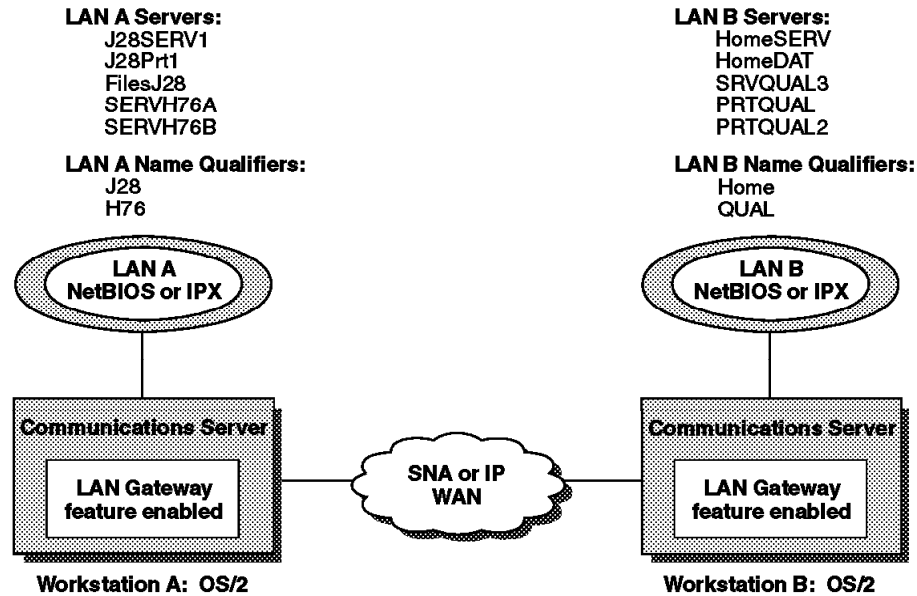 LAN A Servers:
J28SERV1
J28Prt1
FilesJ28
SERVH76A
SERVH76B
LAN A Name Qualifiers:
J28
H76
LAN B Servers:
HomeSERV
HomeDAT
SRVQUAL3
PRTQUAL
PRTQUAL2
LAN B Name Qualifiers:
Home
QUAL
LAN A
NetBIOS or IPX
LAN B
NetBIOS or IPX
Communications Server
LAN Gateway
feature enabled
SNA or IP
WAN
Communications Server
LAN Gateway
feature enabled
Workstation A: OS/2
Workstation B: OS/2